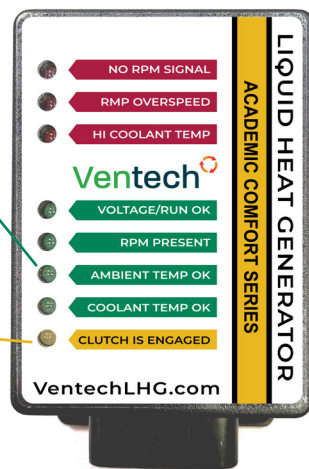 NO RPM SIGNAL
RMP OVERSPEED
HI COOLANT TEMP
Ventech
VOLTAGE/RUN OK
RPM PRESENT
AMBIENT TEMP OK
COOLANT TEMP OK
CLUTCH IS ENGAGED
VentechLHG.com
ACADEMIC COMFORT SERIES
LIQUID HEAT GENERATOR